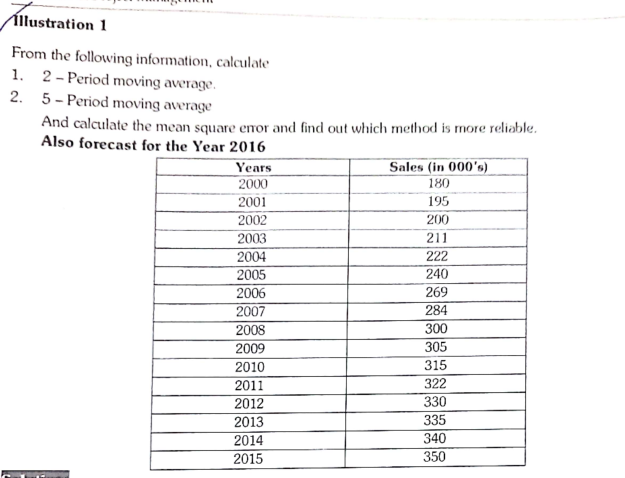 Illustration 1
From the following information, calculate
1. 2 – Period moving average.
2. 5 – Period moving average
And calculate the mean square error and find out which method is more reliable.
Also forecast for the Year 2016
Years Sales (in 000's)
2000 180
2001 195
2002 200
2003 211
2004 222
2005 240
2006 269
2007 284
2008 300
2009 305
2010 315
2011 322
2012 330
2013 335
2014 340
2015 350